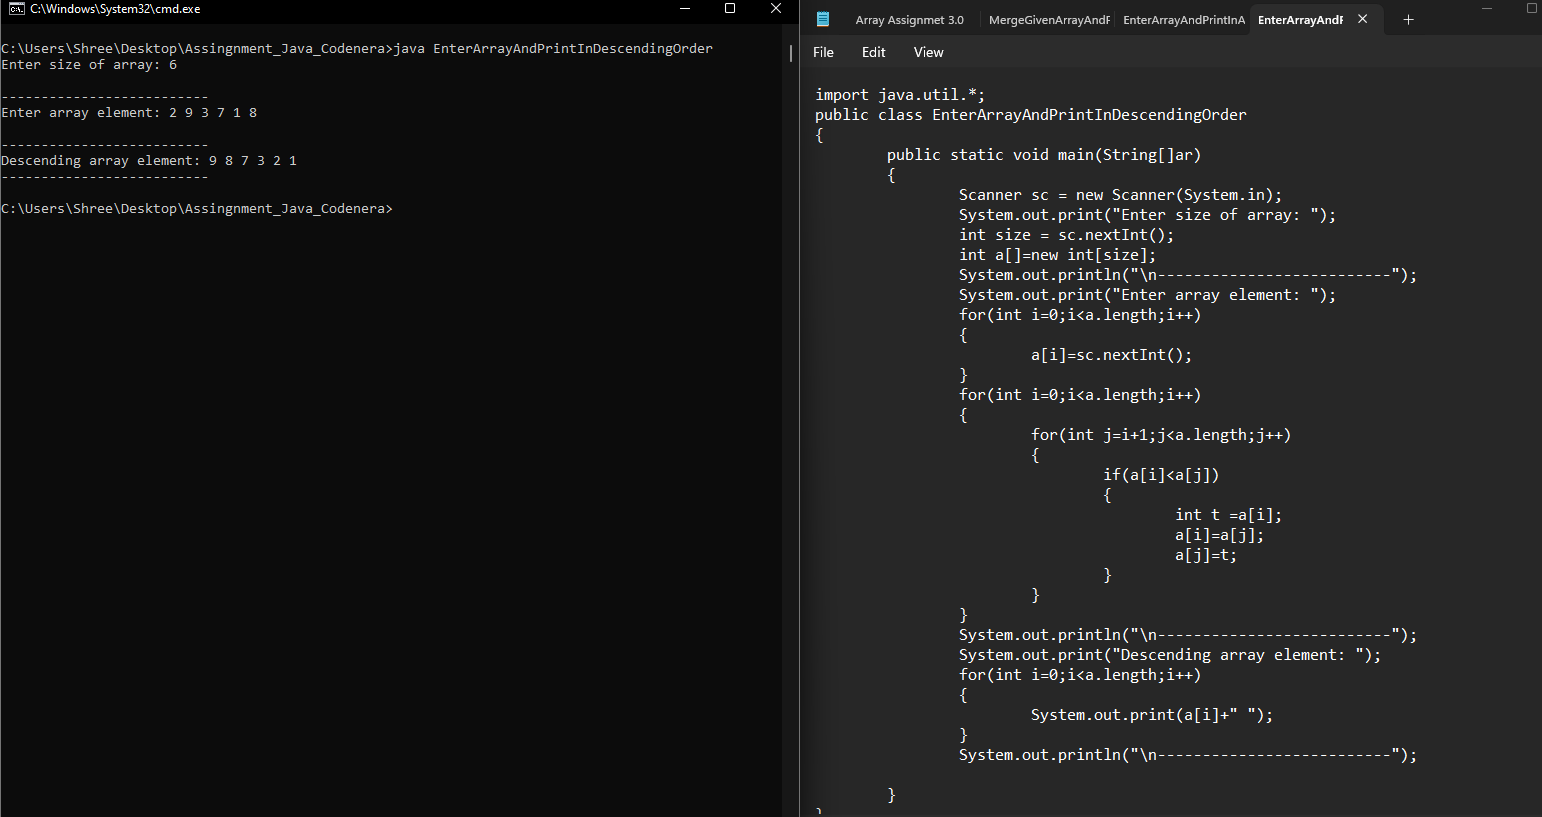 C:\Windows\System32\cmd.exe
C:\Users\Shree\Desktop\Assingnment_Java_Codenera>java EnterArrayAndPrintInDescendingOrder
Enter size of array: 6
--------------------------
Enter array element: 2 9 3 7 1 8
--------------------------
Descending array element: 9 8 7 3 2 1
--------------------------
C:\Users\Shree\Desktop\Assingnment_Java_Codenera>
Array Assignmet 3.0
MergeGivenArrayAndF
EnterArrayAndPrintInA
EnterArrayAndF
File Edit View
import java.util.*;
public class EnterArrayAndPrintInDescendingOrder
{
public static void main(String[]ar)
{
Scanner sc = new Scanner(System.in);
System.out.print("Enter size of array: ");
int size = sc.nextInt();
int a[]=new int[size];
System.out.println("\n--------------------------");
System.out.print("Enter array element: ");
for(int i=0;i<a.length;i++)
{
a[i]=sc.nextInt();
}
for(int i=0;i<a.length;i++)
{
for(int j=i+1;j<a.length;j++)
{
if(a[i]<a[j])
{
int t =a[i];
a[i]=a[j];
a[j]=t;
}
}
}
System.out.println("\n--------------------------");
System.out.print("Descending array element: ");
for(int i=0;i<a.length;i++)
{
System.out.print(a[i]+" ");
}
System.out.println("\n--------------------------");
}